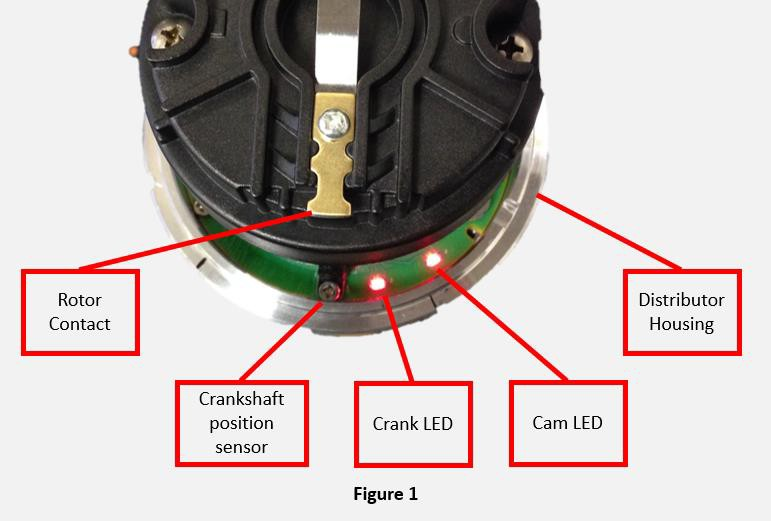 Rotor
Contact
Distributor
Housing
Crankshaft
position
sensor
Crank LED
Cam LED
Figure 1